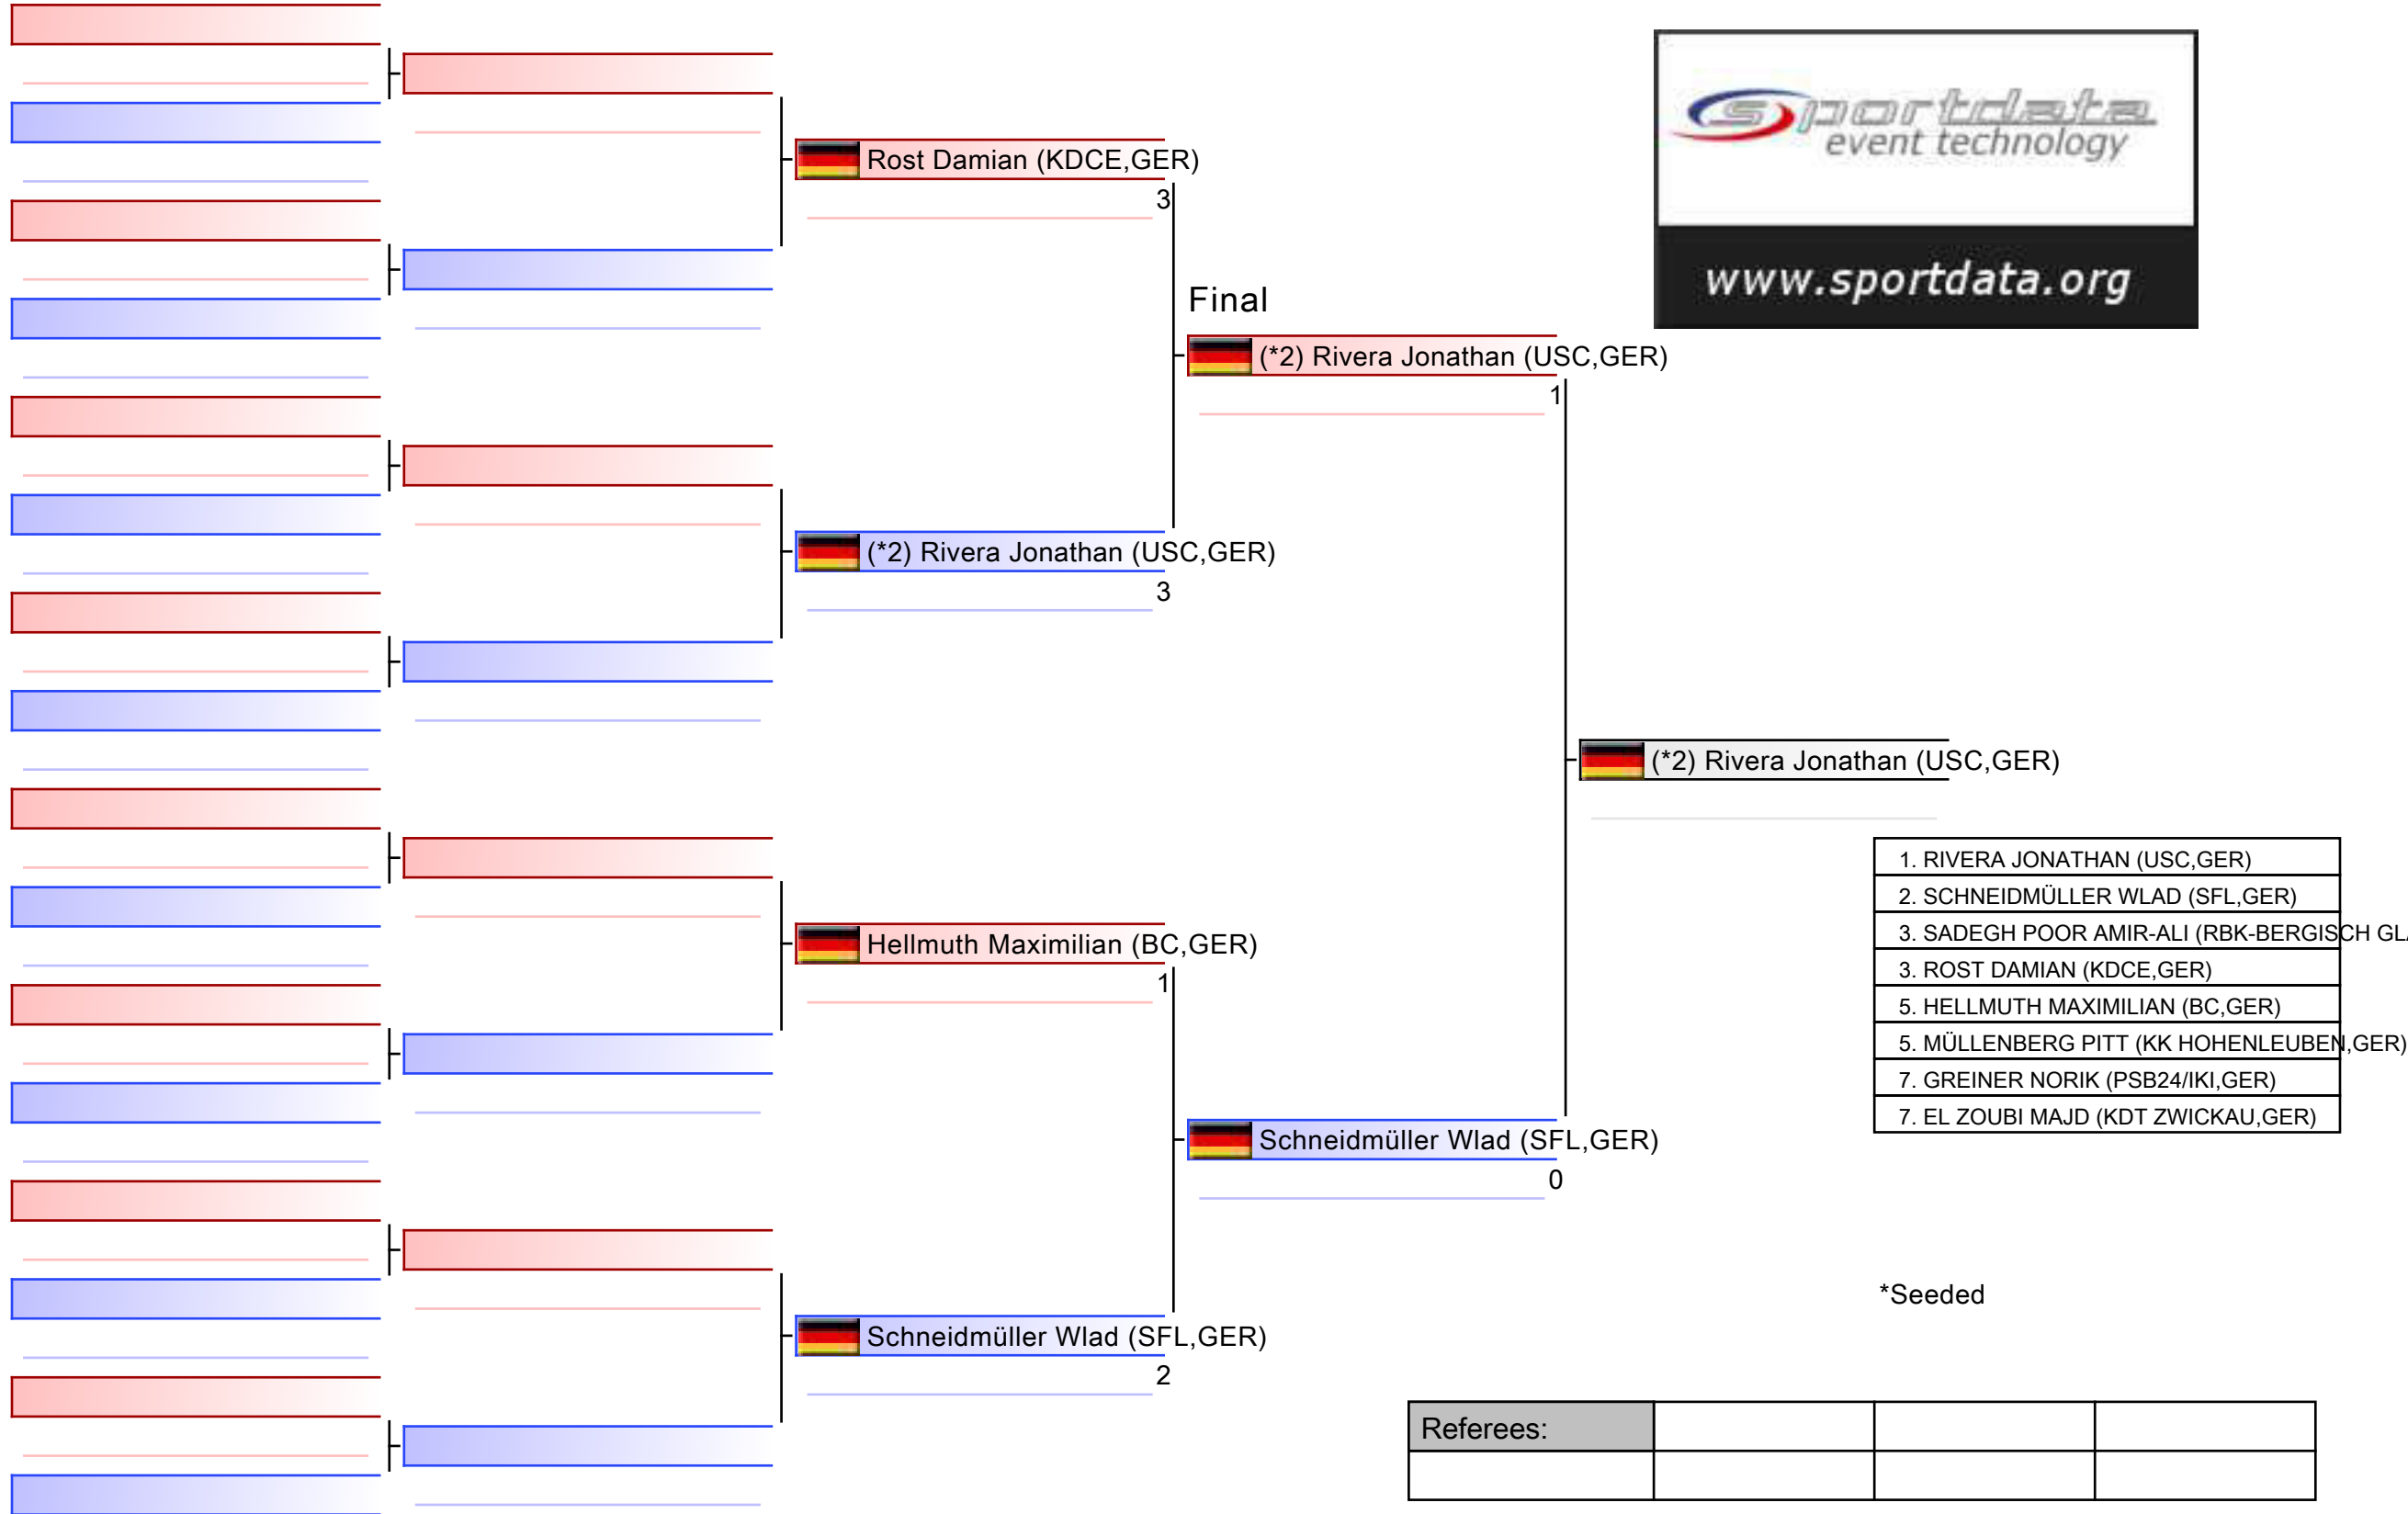 sportdata
event technology
www.sportdata.org
Rost Damian (KDCE,GER)
3
Final
(*2) Rivera Jonathan (USC,GER)
1
(*2) Rivera Jonathan (USC,GER)
3
(*2) Rivera Jonathan (USC,GER)
1. RIVERA JONATHAN (USC,GER)
2. SCHNEIDMÜLLER WLAD (SFL,GER)
3. SADEGH POOR AMIR-ALI (RBK-BERGISCH
3. ROST DAMIAN (KDCE,GER)
5. HELLMUTH MAXIMILIAN (BC,GER)
5. MÜLLENBERG PITT (KK HOHENLEUBEN,GER)
7. GREINER NORIK (PSB24/IKI,GER)
7. EL ZOUBI MAJD (KDT ZWICKAU,GER)
Hellmuth Maximilian (BC,GER)
1
Schneidmüller Wlad (SFL,GER)
0
*Seeded
Schneidmüller Wlad (SFL,GER)
2
Referees: